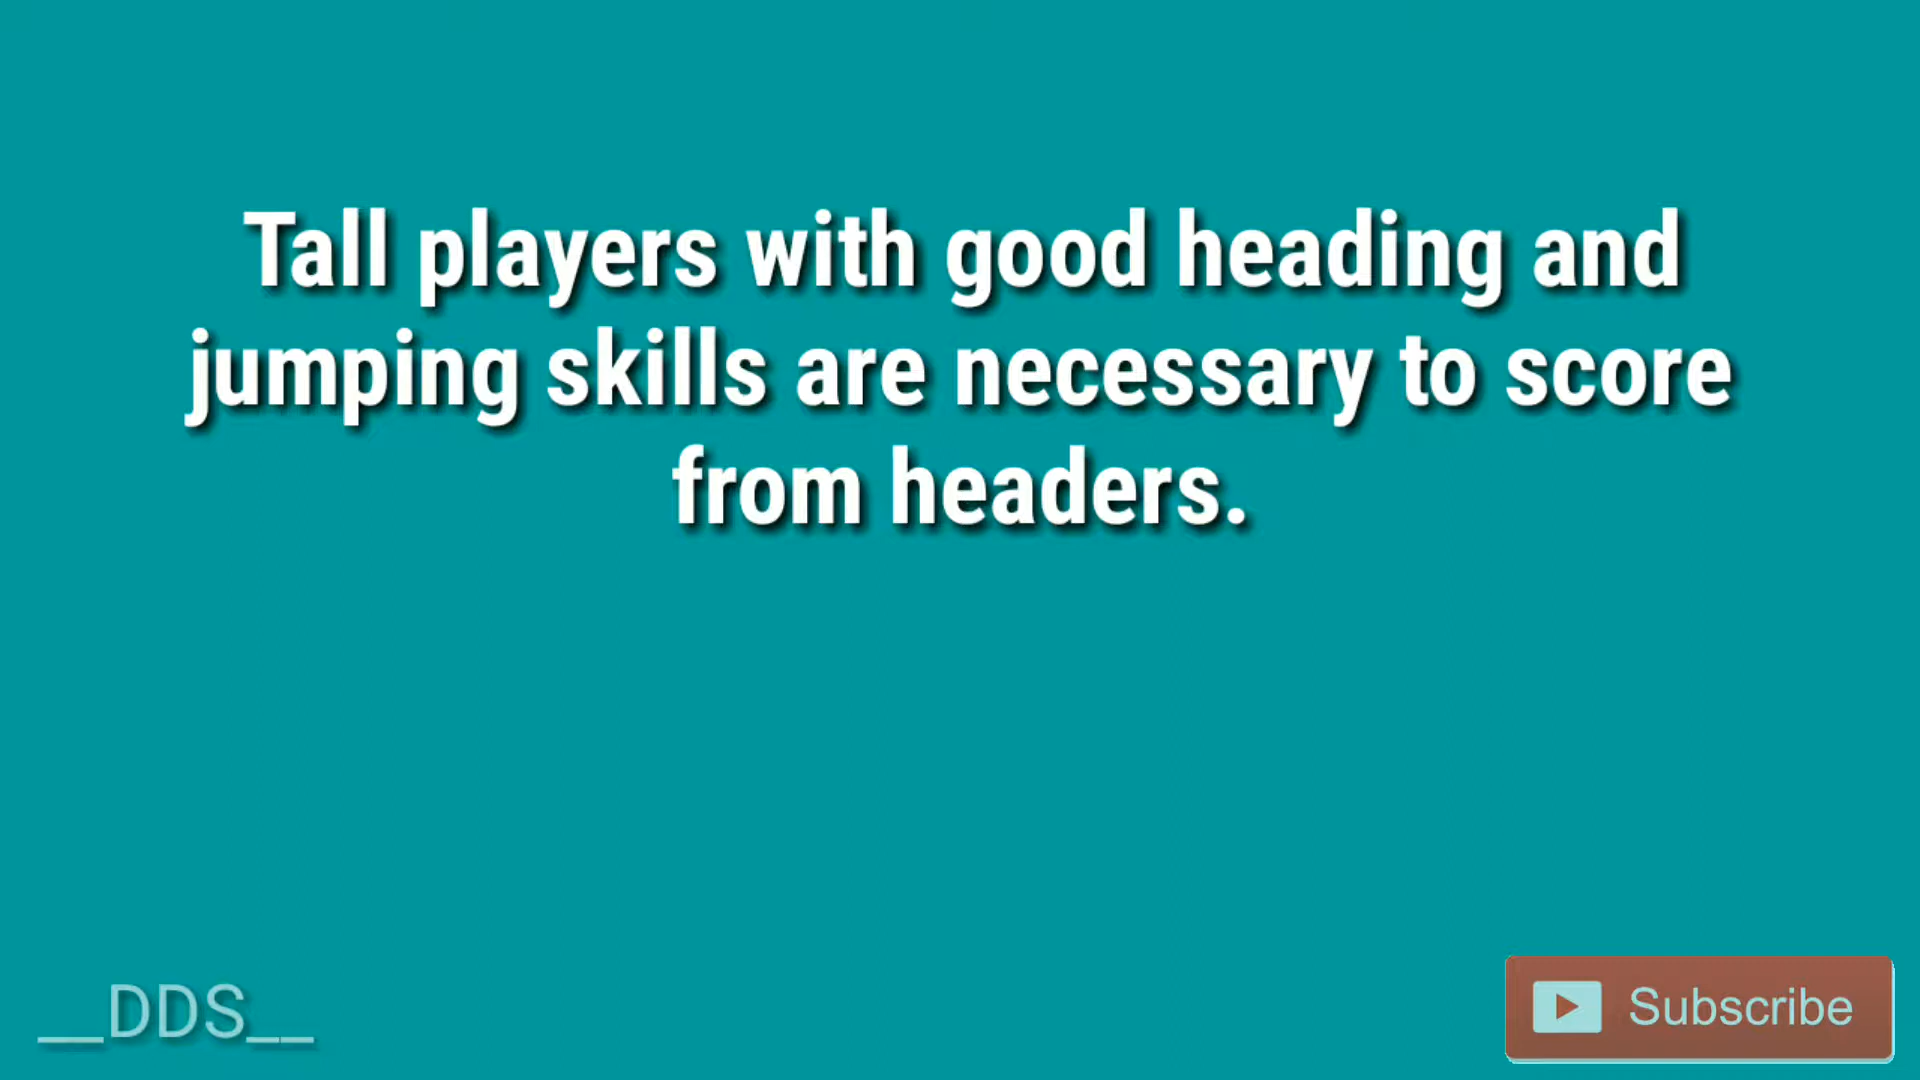 Tall players with good heading and
jumping skills are necessary to score
from headers.
__DDS__
Subscribe